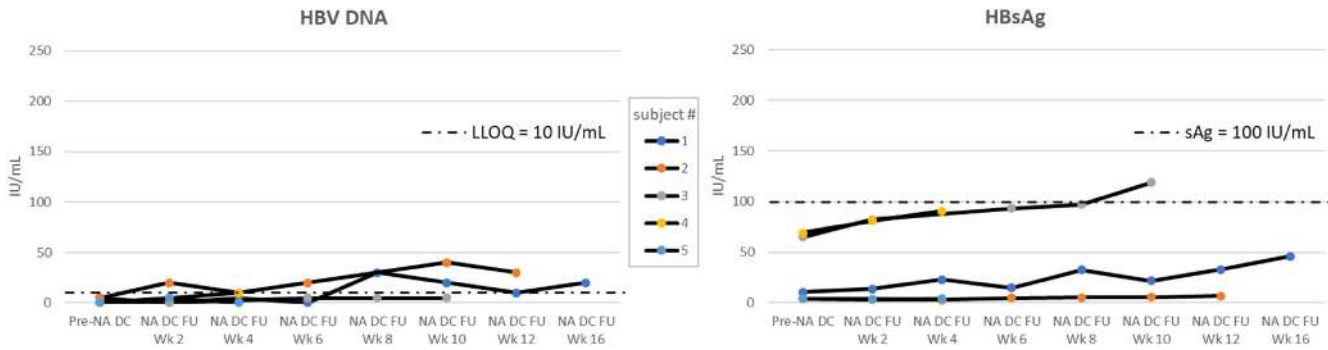 HBV DNA
250
200
150
100
50
0
IU/mL
LLOQ = 10 IU/mL
Pre-NA DC
NA DC FU
Wk 2
NA DC FU
Wk 4
NA DC FU
Wk 6
NA DC FU
Wk 8
NA DC FU
Wk 10
NA DC FU
Wk 12
NA DC FU
Wk 16
subject #
1
2
3
4
5
HBsAg
250
200
150
100
50
0
IU/mL
sAg = 100 IU/mL
Pre-NA DC
NA DC FU
Wk 2
NA DC FU
Wk 4
NA DC FU
Wk 6
NA DC FU
Wk 8
NA DC FU
Wk 10
NA DC FU
Wk 12
NA DC FU
Wk 16